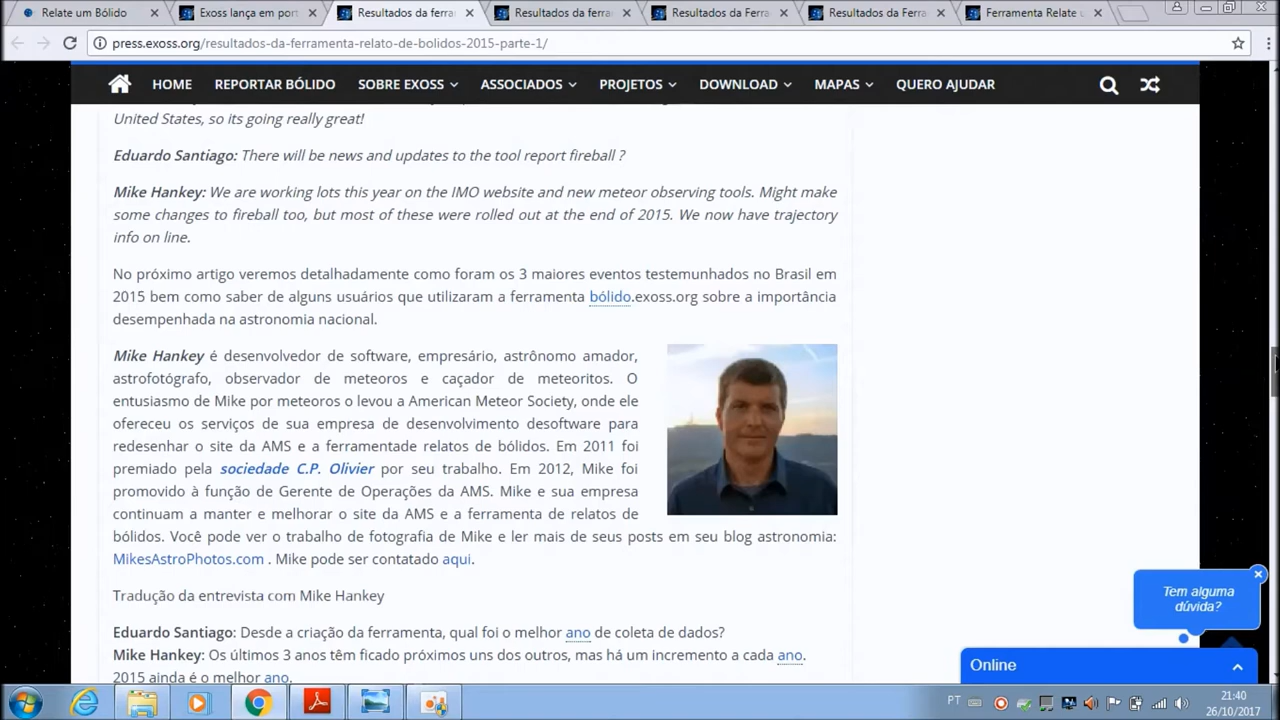 Relate um Bólido
Exoss lança em port
Resultados da ferra
Resultados da ferra
Resultados da Ferra
Resultados da Ferra
Ferramenta Relate u
press.exoss.org/resultados-da-ferramenta-relato-de-bolidos-2015-parte-1/
HOME REPORTAR BÓLIDO SOBRE EXOSS ASSOCIADOS PROJETOS DOWNLOAD MAPAS QUERO AJUDAR
United States, so its going really great!
Eduardo Santiago: There will be news and updates to the tool report fireball ?
Mike Hankey: We are working lots this year on the IMO website and new meteor observing tools. Might make
some changes to fireball too, but most of these were rolled out at the end of 2015. We now have trajectory
info on line.
No próximo artigo veremos detalhadamente como foram os 3 maiores eventos testemunhados no Brasil em
2015 bem como saber de alguns usuários que utilizaram a ferramenta bólido.exoss.org sobre a importância
desempenhada na astronomia nacional.
Mike Hankey é desenvolvedor de software, empresário, astrônomo amador,
astrofotógrafo, observador de meteoros e caçador de meteoritos. O
entusiasmo de Mike por meteoros o levou a American Meteor Society, onde ele
ofereceu os serviços de sua empresa de desenvolvimento desoftware para
redesenhar o site da AMS e a ferramentade relatos de bólidos. Em 2011 foi
premiado pela sociedade C.P. Olivier por seu trabalho. Em 2012, Mike foi
promovido à função de Gerente de Operações da AMS. Mike e sua empresa
continuam a manter e melhorar o site da AMS e a ferramenta de relatos de
bólidos. Você pode ver o trabalho de fotografia de Mike e ler mais de seus posts em seu blog astronomia:
MikesAstroPhotos.com . Mike pode ser contatado aqui.
Tradução da entrevista com Mike Hankey
Eduardo Santiago: Desde a criação da ferramenta, qual foi o melhor ano de coleta de dados?
Mike Hankey: Os últimos 3 anos têm ficado próximos uns dos outros, mas há um incremento a cada ano.
2015 ainda é o melhor ano.
Tem alguma
dúvida?
Online
PT
21:40
26/10/2017